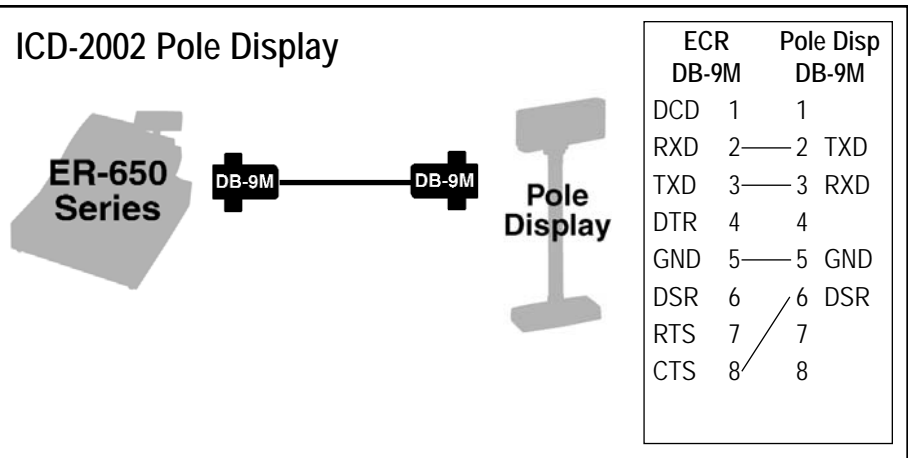 ICD-2002 Pole Display
ER-650
Series
DB-9M
DB-9M
Pole
Display
ECR Pole Disp
DB-9M DB-9M
DCD 1 1
RXD 2 2 TXD
TXD 3 3 RXD
DTR 4 4
GND 5 5 GND
DSR 6 6 DSR
RTS 7 7
CTS 8 8